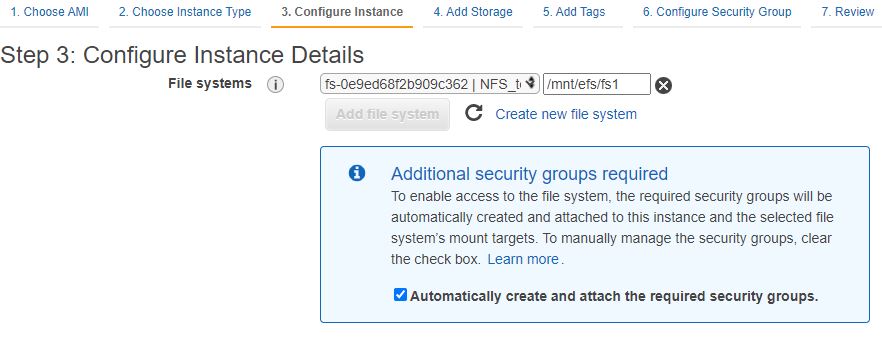 1. Choose AMI 2. Choose Instance Type 3. Configure Instance 4. Add Storage 5. Add Tags 6. Configure Security Group 7. Review
Step 3: Configure Instance Details
File systems i fs-0e9ed68f2b909c362 | NFS_t /mnt/efs/fs1
Add file system Create new file system
Additional security groups required
To enable access to the file system, the required security groups will be
automatically created and attached to this instance and the selected file
system's mount targets. To manually manage the security groups, clear
the check box. Learn more.
Automatically create and attach the required security groups.